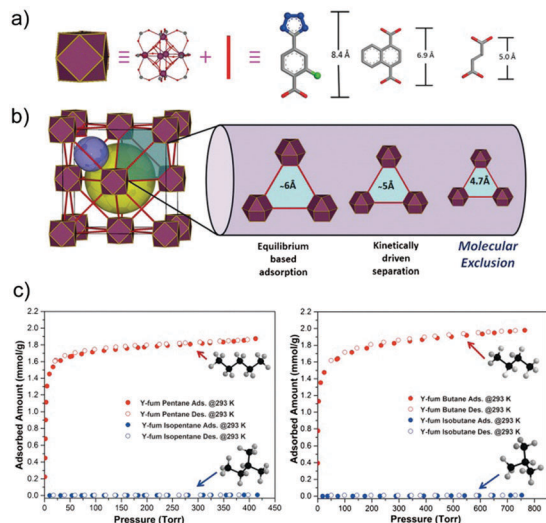 a)
8.4 Å
6.9 Å
5.0 Å
b)
~6Å
~5Å
4.7Å
Equilibrium
based
adsorption
Kinetically
driven
separation
Molecular
Exclusion
c)
Adsorbed Amount (mmol/g)
2.2
2.0
1.8
1.6
1.4
1.2
1.0
0.8
0.6
0.4
0.2
0.0
Y-fum Pentane Ads. @293 K
Y-fum Pentane Des. @293 K
Y-fum Isopentane Ads. @293 K
Y-fum Isopentane Des. @293 K
0 50 100 150 200 250 300 350 400 450
Pressure (Torr)
Adsorbed Amount (mmol/g)
2.2
2.0
1.8
1.6
1.4
1.2
1.0
0.8
0.6
0.4
0.2
0.0
Y-fum Butane Ads. @293 K
Y-fum Butane Des. @293 K
Y-fum Isobutane Ads. @293 K
Y-fum Isobutane Des. @293 K
0 100 200 300 400 500 600 700 800
Pressure (Torr)